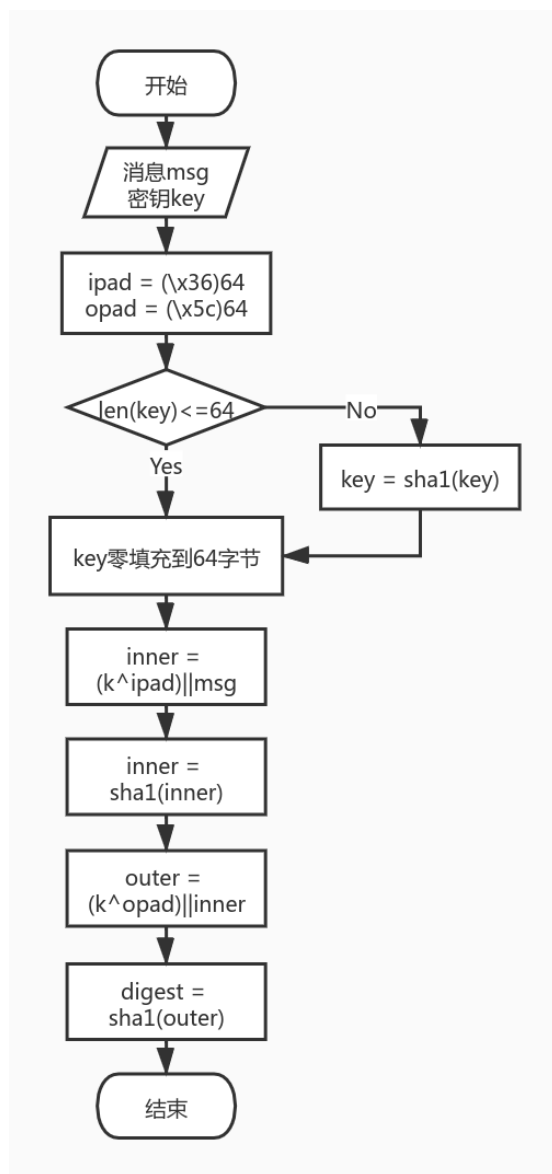 开始
消息msg
密钥key
ipad = (\x36)64
opad = (\x5c)64
len(key)<=64
No
Yes
key = sha1(key)
key零填充到64字节
inner =
(k^ipad)||msg
inner =
sha1(inner)
outer =
(k^opad)||inner
digest =
sha1(outer)
结束